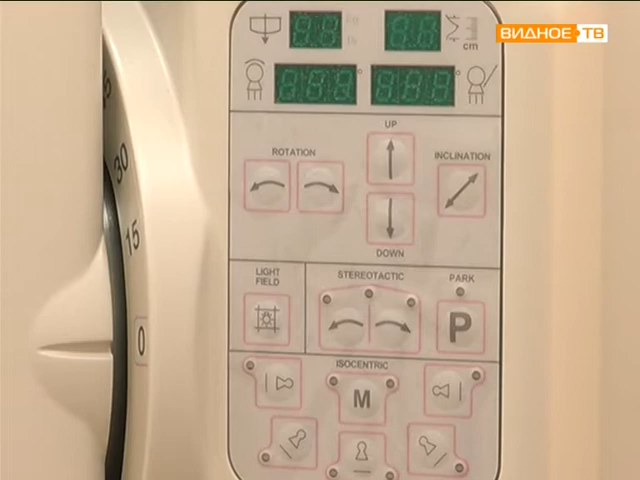 ВИДНОЕ ТВ
cm
UP
ROTATION
INCLINATION
30
15
DOWN
LIGHT
FIELD
STEREOTACTIC
PARK
P
0
ISOCENTRIC
M